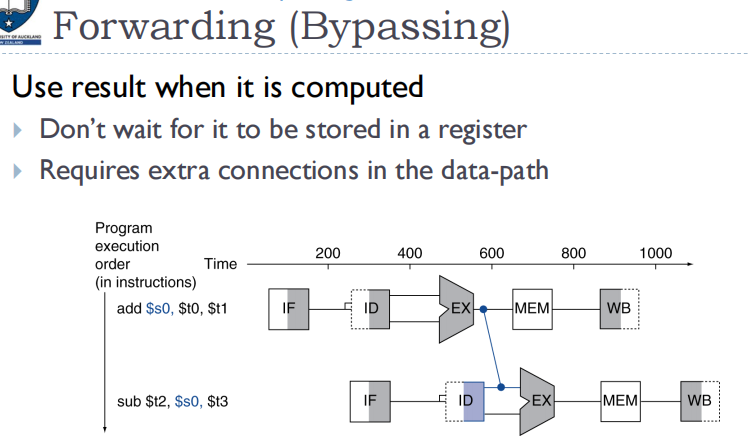 Forwarding (Bypassing)
Use result when it is computed
Don't wait for it to be stored in a register
Requires extra connections in the data-path
Program
execution
order
(in instructions)
Time
200 400 600 800 1000
add $s0, $t0, $t1
IF ID EX MEM WB
sub $t2, $s0, $t3
IF ID EX MEM WB